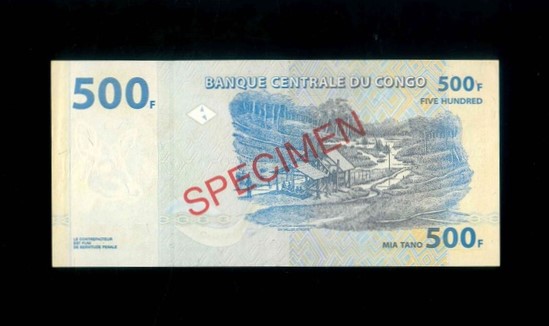 500F
BANQUE CENTRALE DU CONGO
500F
FIVE HUNDRED
SPECIMEN
LE CONTREFACTEUR
EST PUNI
DE SERVITUDE PENALE
MIA TANO 500F